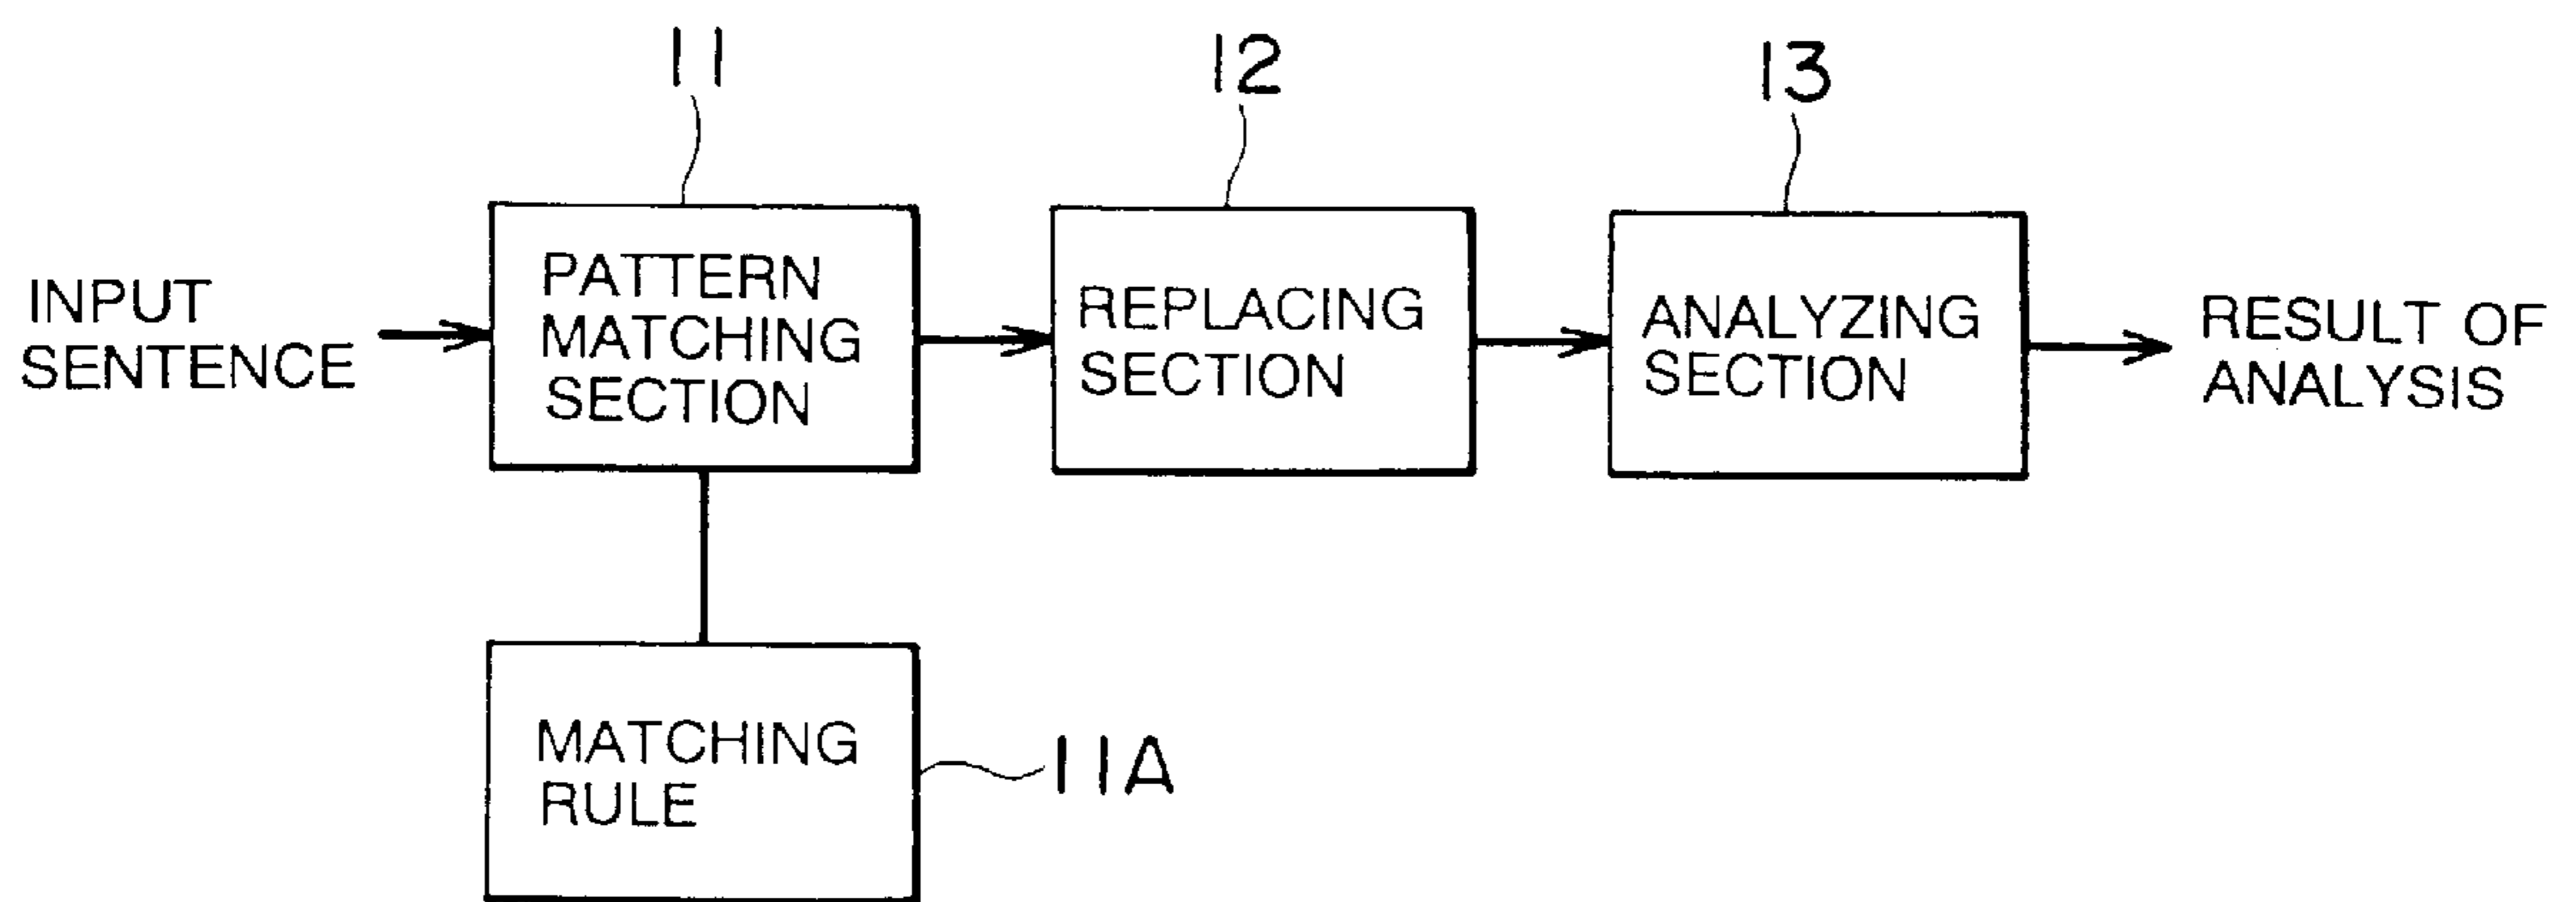 11
12
13
INPUT
SENTENCE
PATTERN
MATCHING
SECTION
REPLACING
SECTION
ANALYZING
SECTION
RESULT OF
ANALYSIS
MATCHING
RULE
11A